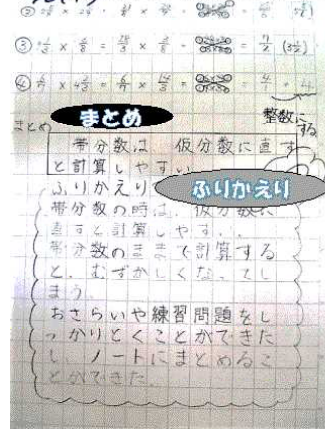 まとめ
整数にする
まとめ
帯分数は 仮分数に直す
と計算しやすい
ふりかえり
ふりかえり
帯分数の時は、仮分数に
直すと計算しやすい。
帯分数のままで計算する
と、むずかしくなってし
まう。
おさらいや練習問題をし
っかりとくことができた
し、ノートにまとめるこ
とができた。